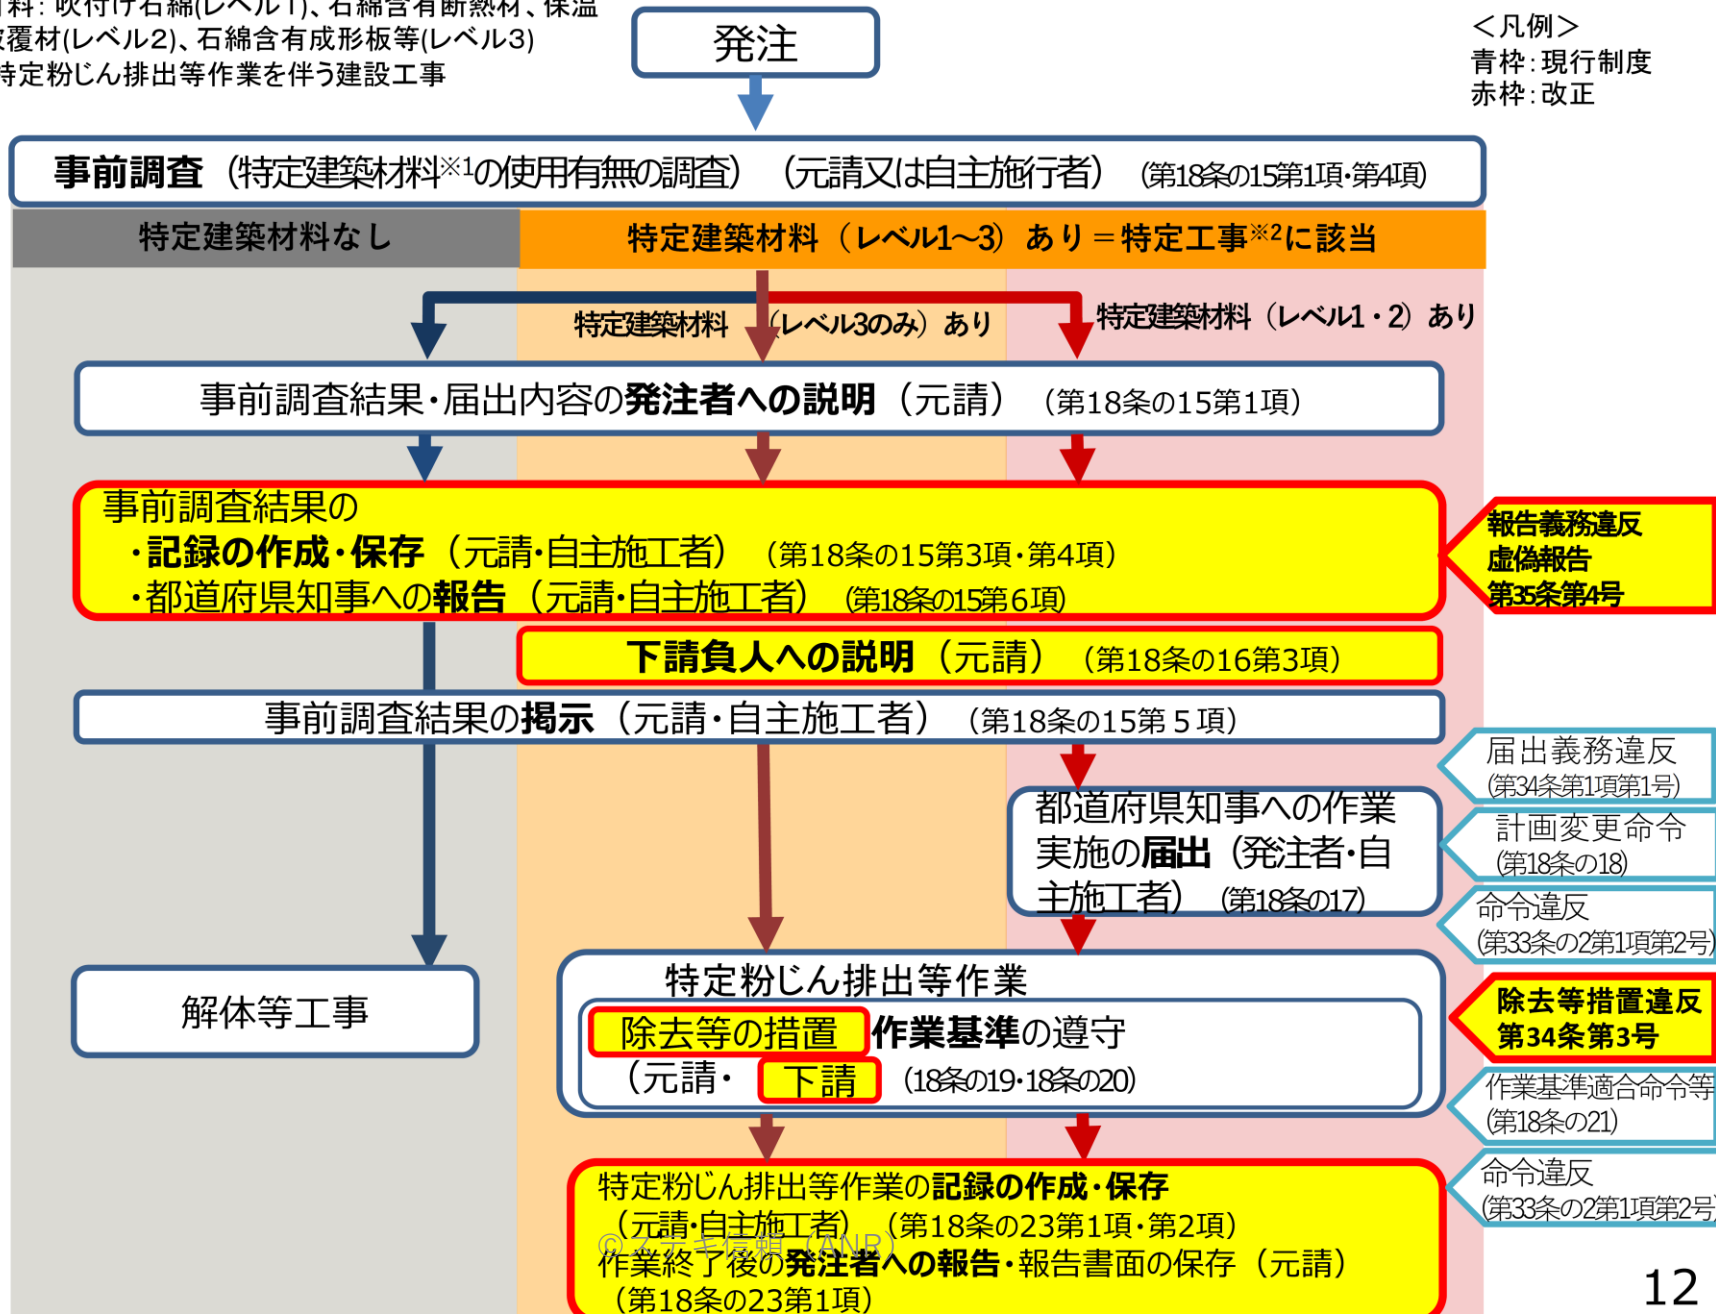 料: 吹付け石綿(レベル1)、石綿含有断熱材、保温
覆材(レベル2)、石綿含有成形板等(レベル3)
特定粉じん排出等作業を伴う建設工事
発注
＜凡例＞
青枠：現行制度
赤枠：改正
事前調査（特定建築材料※1の使用有無の調査）（元請又は自主施行者）（第18条の15第1項・第4項）
特定建築材料なし
特定建築材料（レベル1～3）あり＝特定工事※2に該当
特定建築材料（レベル3のみ）あり
特定建築材料（レベル1・2）あり
事前調査結果・届出内容の発注者への説明（元請）（第18条の15第1項）
事前調査結果の
・記録の作成・保存（元請・自主施工者）（第18条の15第3項・第4項）
・都道府県知事への報告（元請・自主施工者）（第18条の15第６項）
報告義務違反
虚偽報告
第35条第4号
下請負人への説明（元請）（第18条の16第3項）
事前調査結果の掲示（元請・自主施工者）（第18条の15第５項）
届出義務違反
(第34条第1項第1号)
都道府県知事への作業
実施の届出（発注者・自
主施工者）（第18条の17）
計画変更命令
(第18条の18)
命令違反
(第33条の2第1項第2号)
解体等工事
特定粉じん排出等作業
除去等の措置 作業基準の遵守
（元請・ 下請 (18条の19・18条の20)
除去等措置違反
第34条第3号
作業基準適合命令等
(第18条の21)
命令違反
(第33条の2第1項第2号)
特定粉じん排出等作業の記録の作成・保存
（元請・自主施工者）（第18条の23第1項・第2項）
©ステキ信頼（ANR）
作業終了後の発注者への報告・報告書面の保存（元請）
（第18条の23第1項）
12